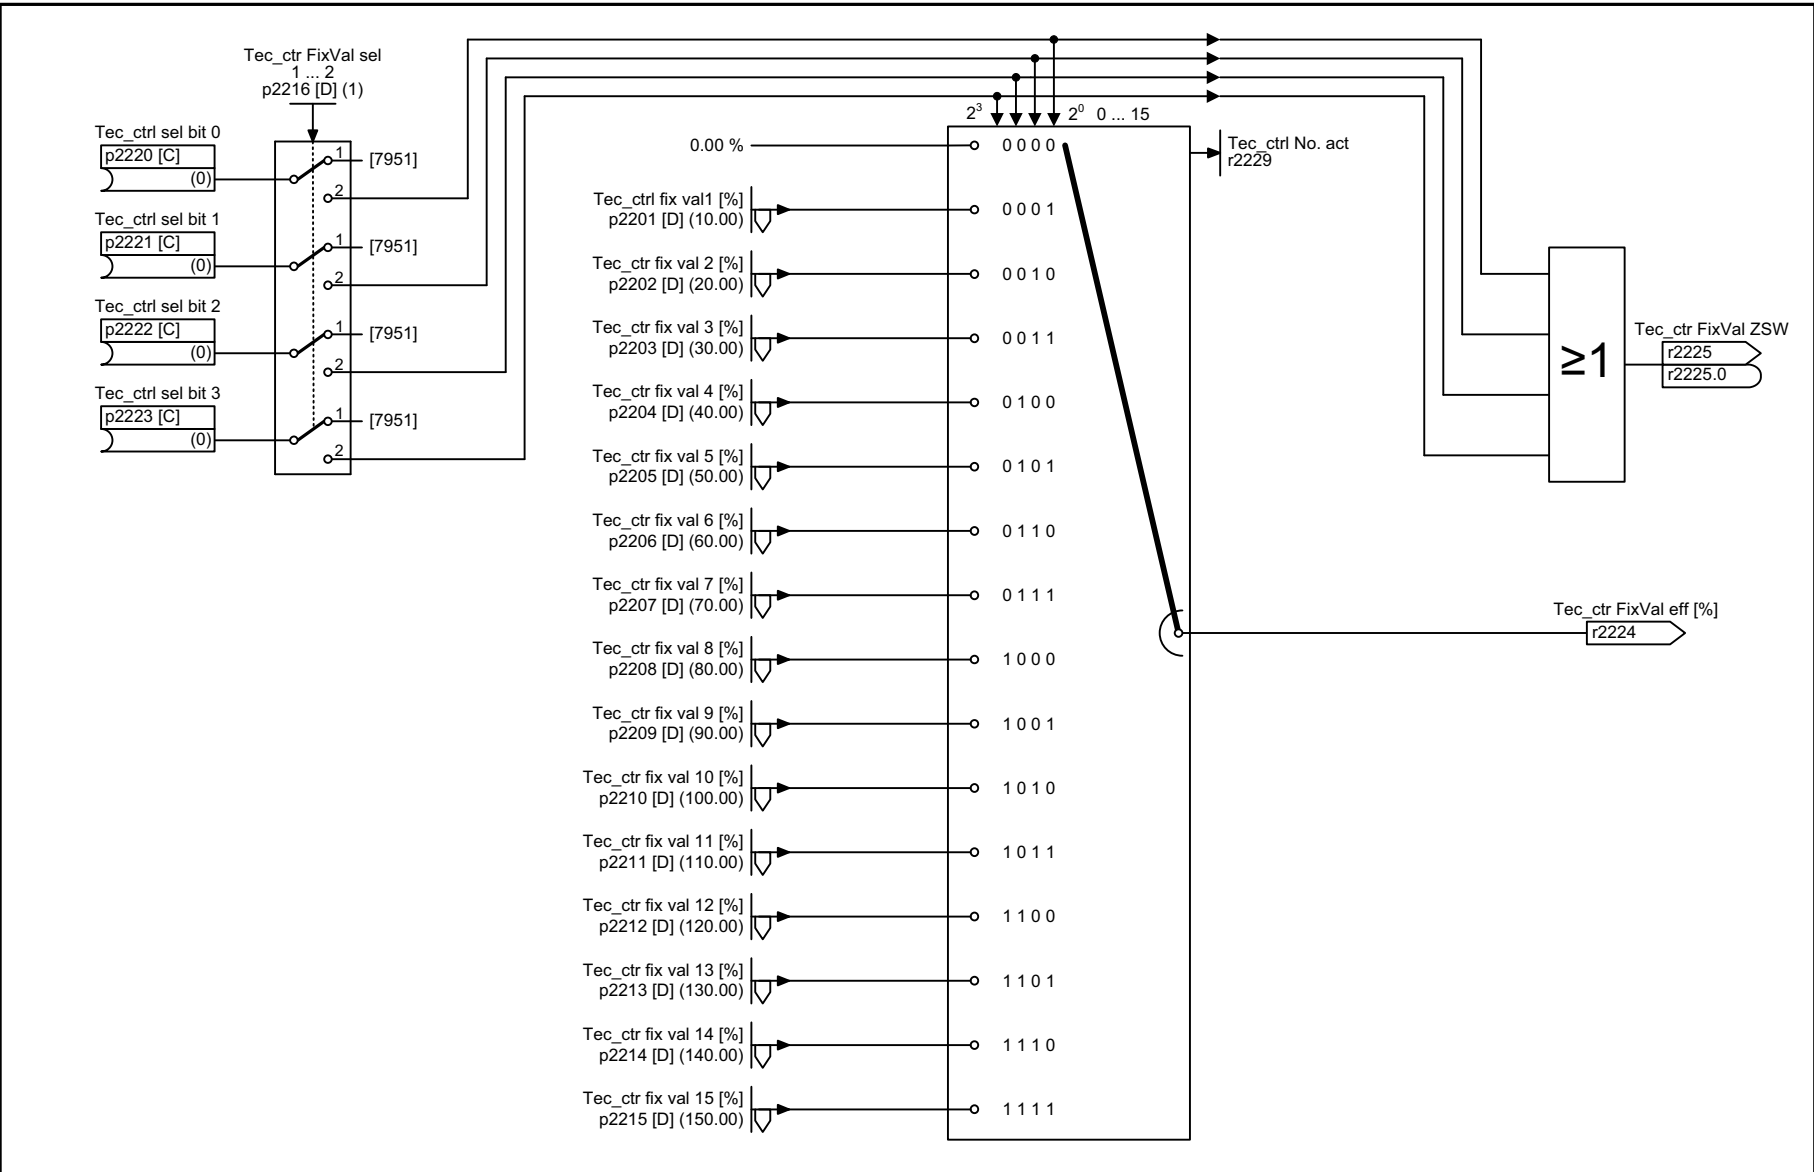 Tec_ctr FixVal sel
1 ... 2
p2216 [D] (1)
Tec_ctrl sel bit 0
p2220 [C]
(0)
1
[7951]
2
Tec_ctrl sel bit 1
p2221 [C]
(0)
1
[7951]
2
Tec_ctrl sel bit 2
p2222 [C]
(0)
1
[7951]
2
Tec_ctrl sel bit 3
p2223 [C]
(0)
1
[7951]
2
2³ 2⁰ 0 ... 15
0.00 %
0 0 0 0
Tec_ctrl No. act
r2229
Tec_ctrl fix val1 [%]
p2201 [D] (10.00)
0 0 0 1
Tec_ctr fix val 2 [%]
p2202 [D] (20.00)
0 0 1 0
Tec_ctr fix val 3 [%]
p2203 [D] (30.00)
0 0 1 1
Tec_ctr fix val 4 [%]
p2204 [D] (40.00)
0 1 0 0
Tec_ctr fix val 5 [%]
p2205 [D] (50.00)
0 1 0 1
Tec_ctr fix val 6 [%]
p2206 [D] (60.00)
0 1 1 0
Tec_ctr fix val 7 [%]
p2207 [D] (70.00)
0 1 1 1
Tec_ctr fix val 8 [%]
p2208 [D] (80.00)
1 0 0 0
Tec_ctr fix val 9 [%]
p2209 [D] (90.00)
1 0 0 1
Tec_ctr fix val 10 [%]
p2210 [D] (100.00)
1 0 1 0
Tec_ctr fix val 11 [%]
p2211 [D] (110.00)
1 0 1 1
Tec_ctr fix val 12 [%]
p2212 [D] (120.00)
1 1 0 0
Tec_ctr fix val 13 [%]
p2213 [D] (130.00)
1 1 0 1
Tec_ctr fix val 14 [%]
p2214 [D] (140.00)
1 1 1 0
Tec_ctr fix val 15 [%]
p2215 [D] (150.00)
1 1 1 1
≥1
Tec_ctr FixVal ZSW
r2225
r2225.0
Tec_ctr FixVal eff [%]
r2224